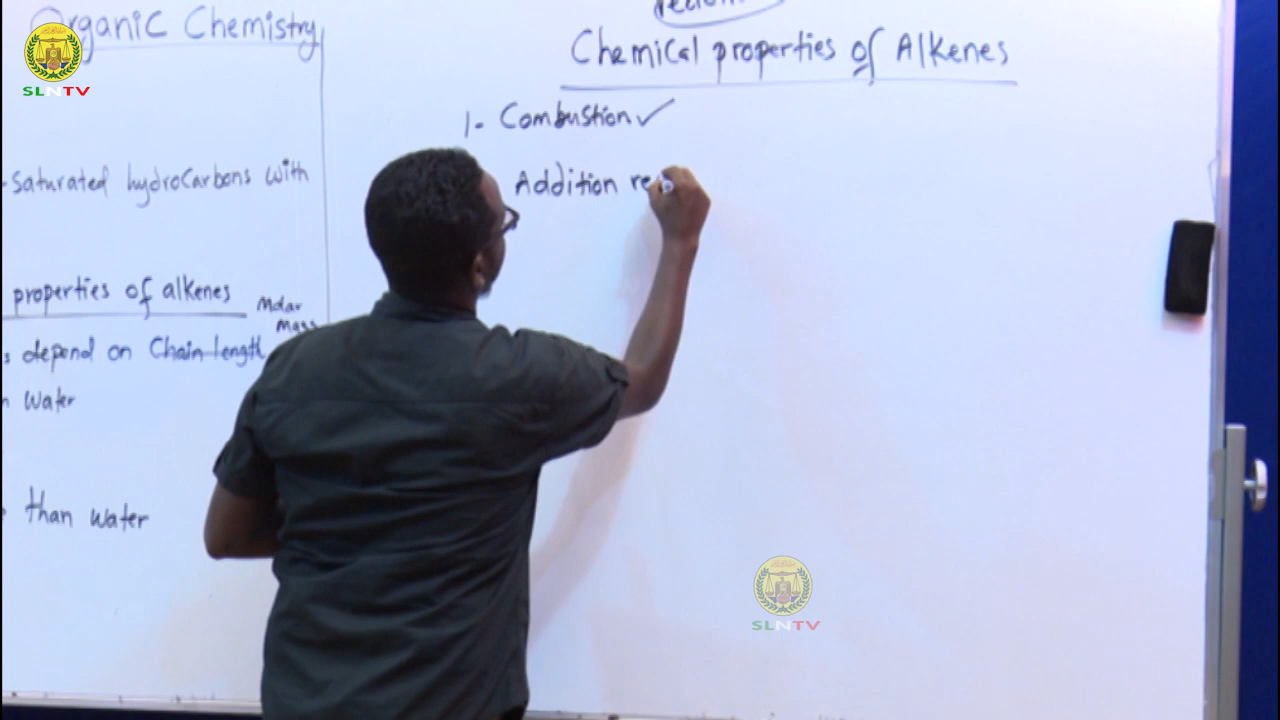 Organic Chemistry
SLNTV
Saturated hydrocarbons with
properties of alkenes
Molar
mass
depend on Chain length
Water
than Water
Chemical properties of Alkenes
1- Combustion ✓
Addition re
SLNTV